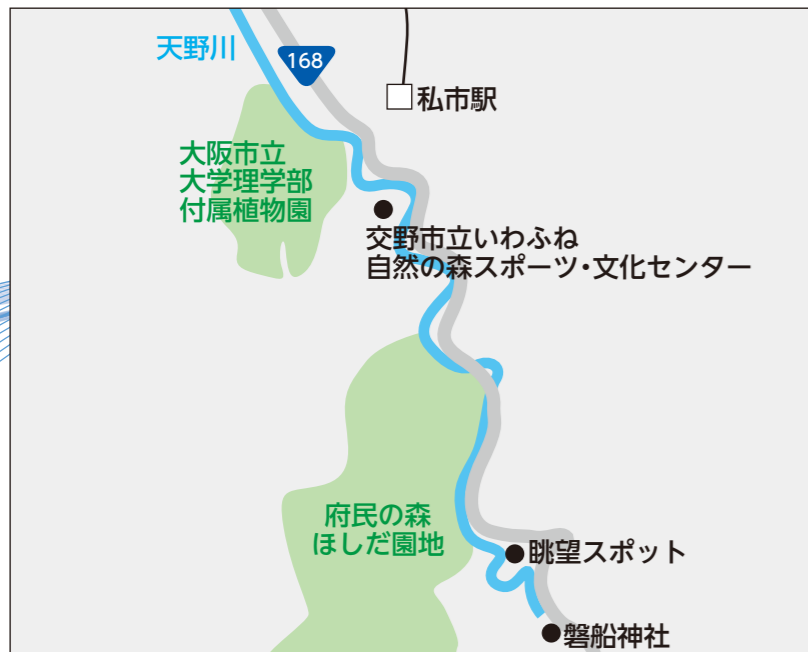 天野川
168
私市駅
大阪市立
大学理学部
付属植物園
交野市立いわふね
自然の森スポーツ・文化センター
府民の森
ほしだ園地
眺望スポット
磐船神社